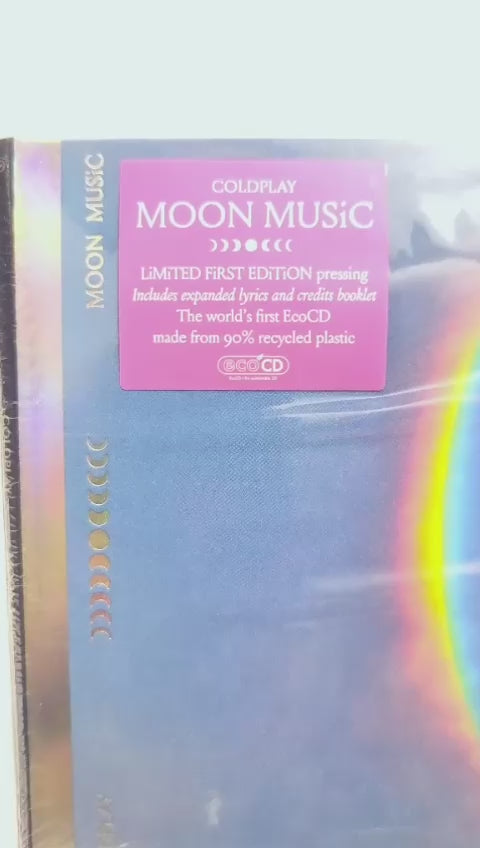 COLDPLAY
MOON MUSiC
LiMiTED FiRST EDiTiON pressing
Includes expanded lyrics and credits booklet
The world's first EcoCD
made from 90% recycled plastic
ecoCD
MOON MUSiC